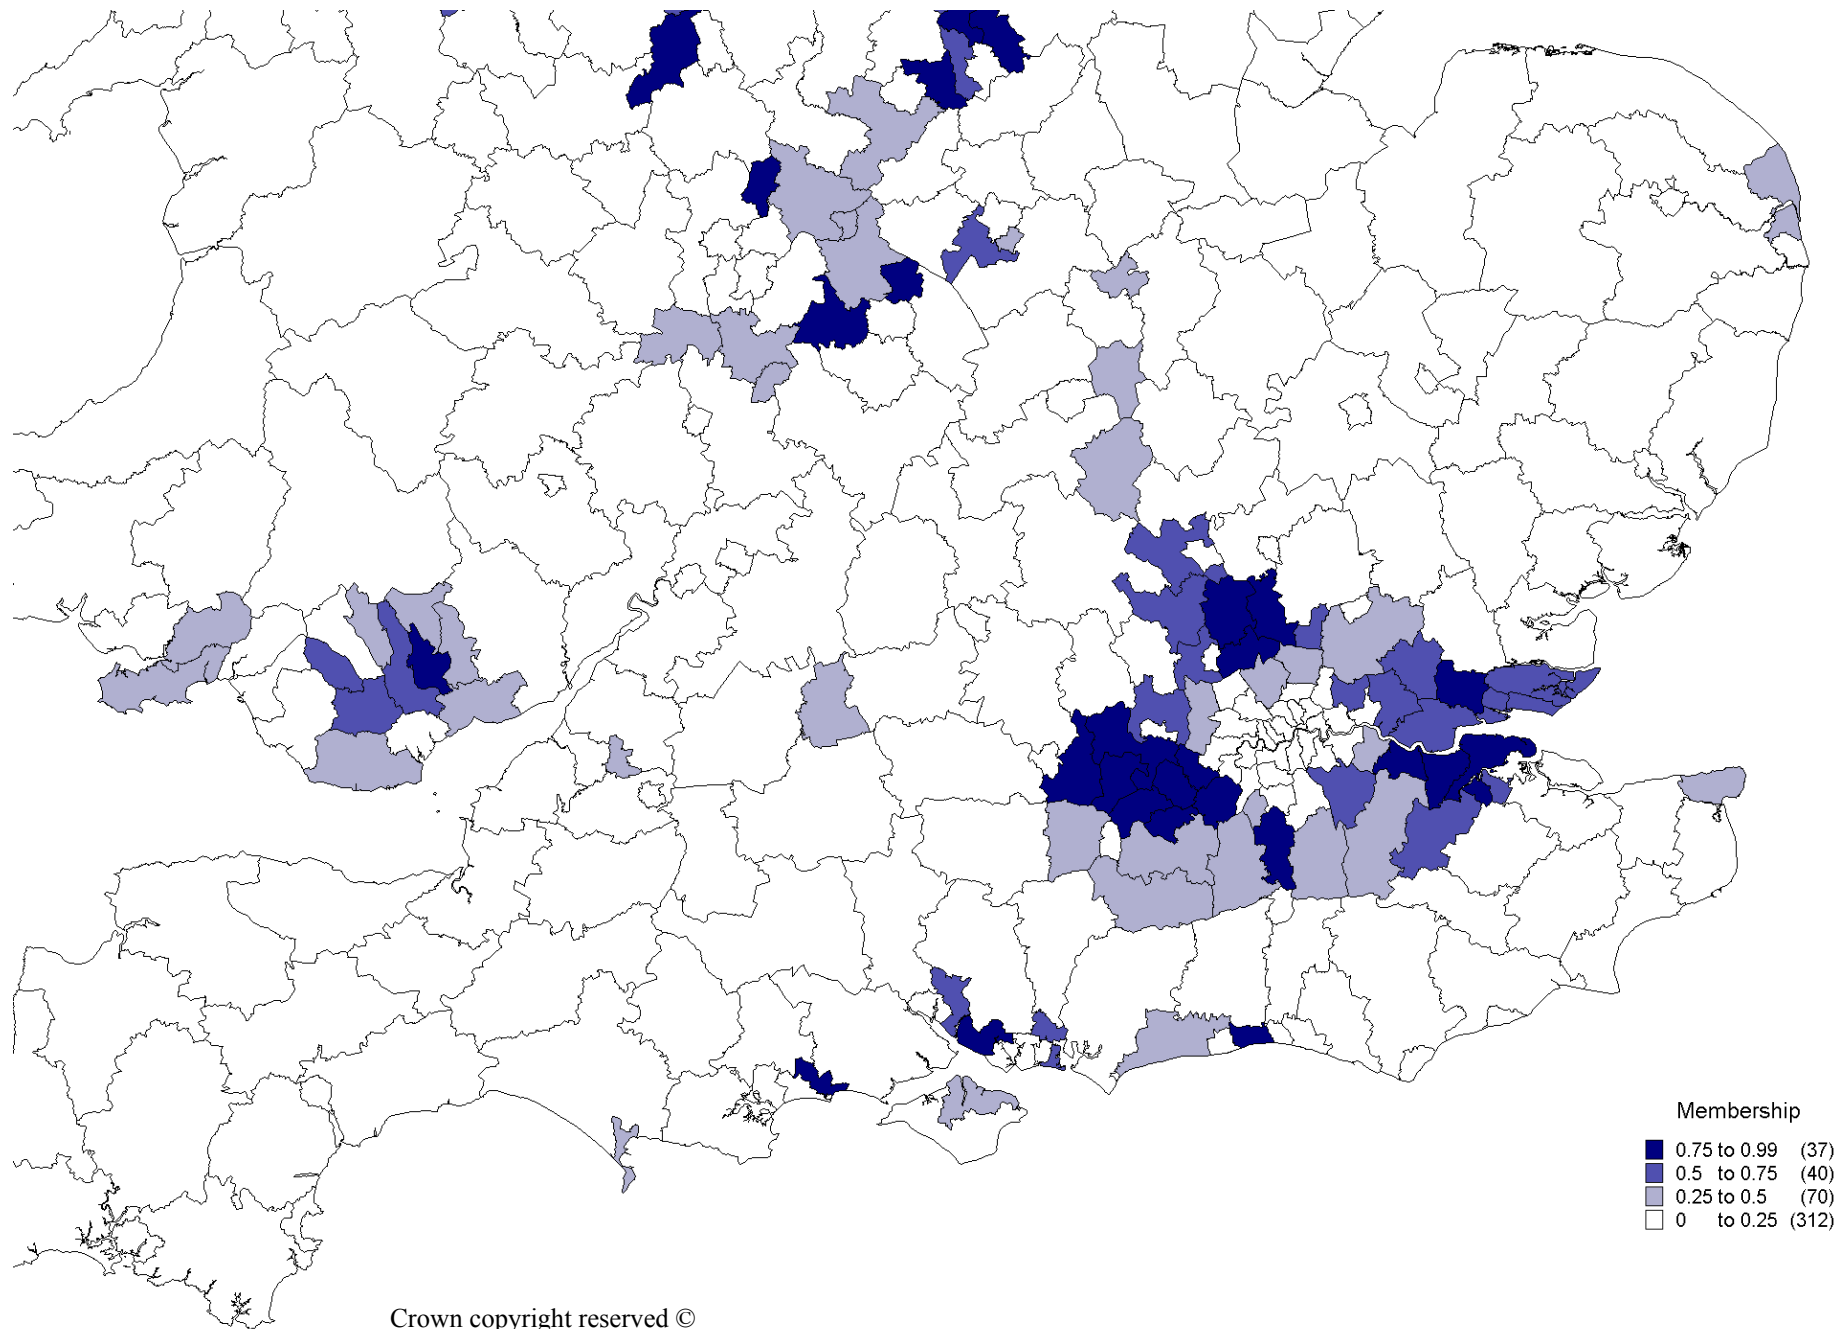 Membership
0.75 to 0.99 (37)
0.5 to 0.75 (40)
0.25 to 0.5 (70)
0 to 0.25 (312)
Crown copyright reserved ©